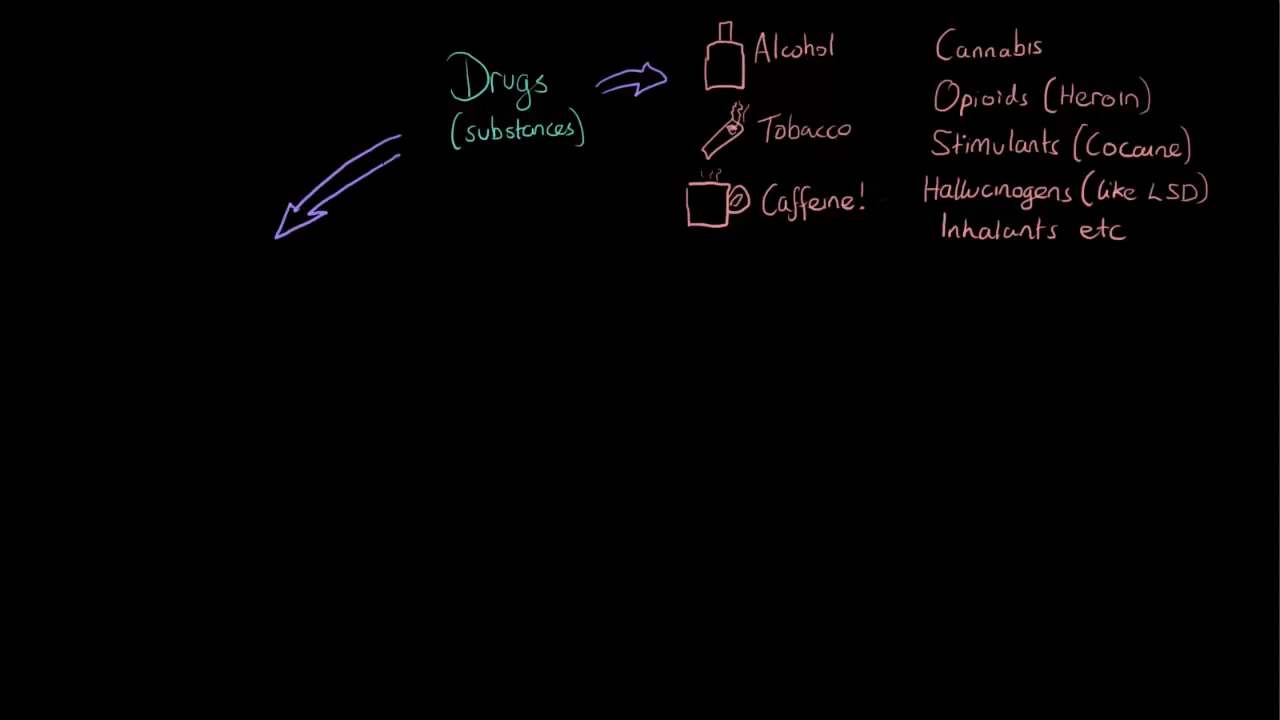 Drugs
(substances)
Alcohol
Tobacco
Caffeine!
Cannabis
Opioids (Heroin)
Stimulants (Cocaine)
Hallucinogens (like LSD)
Inhalants etc